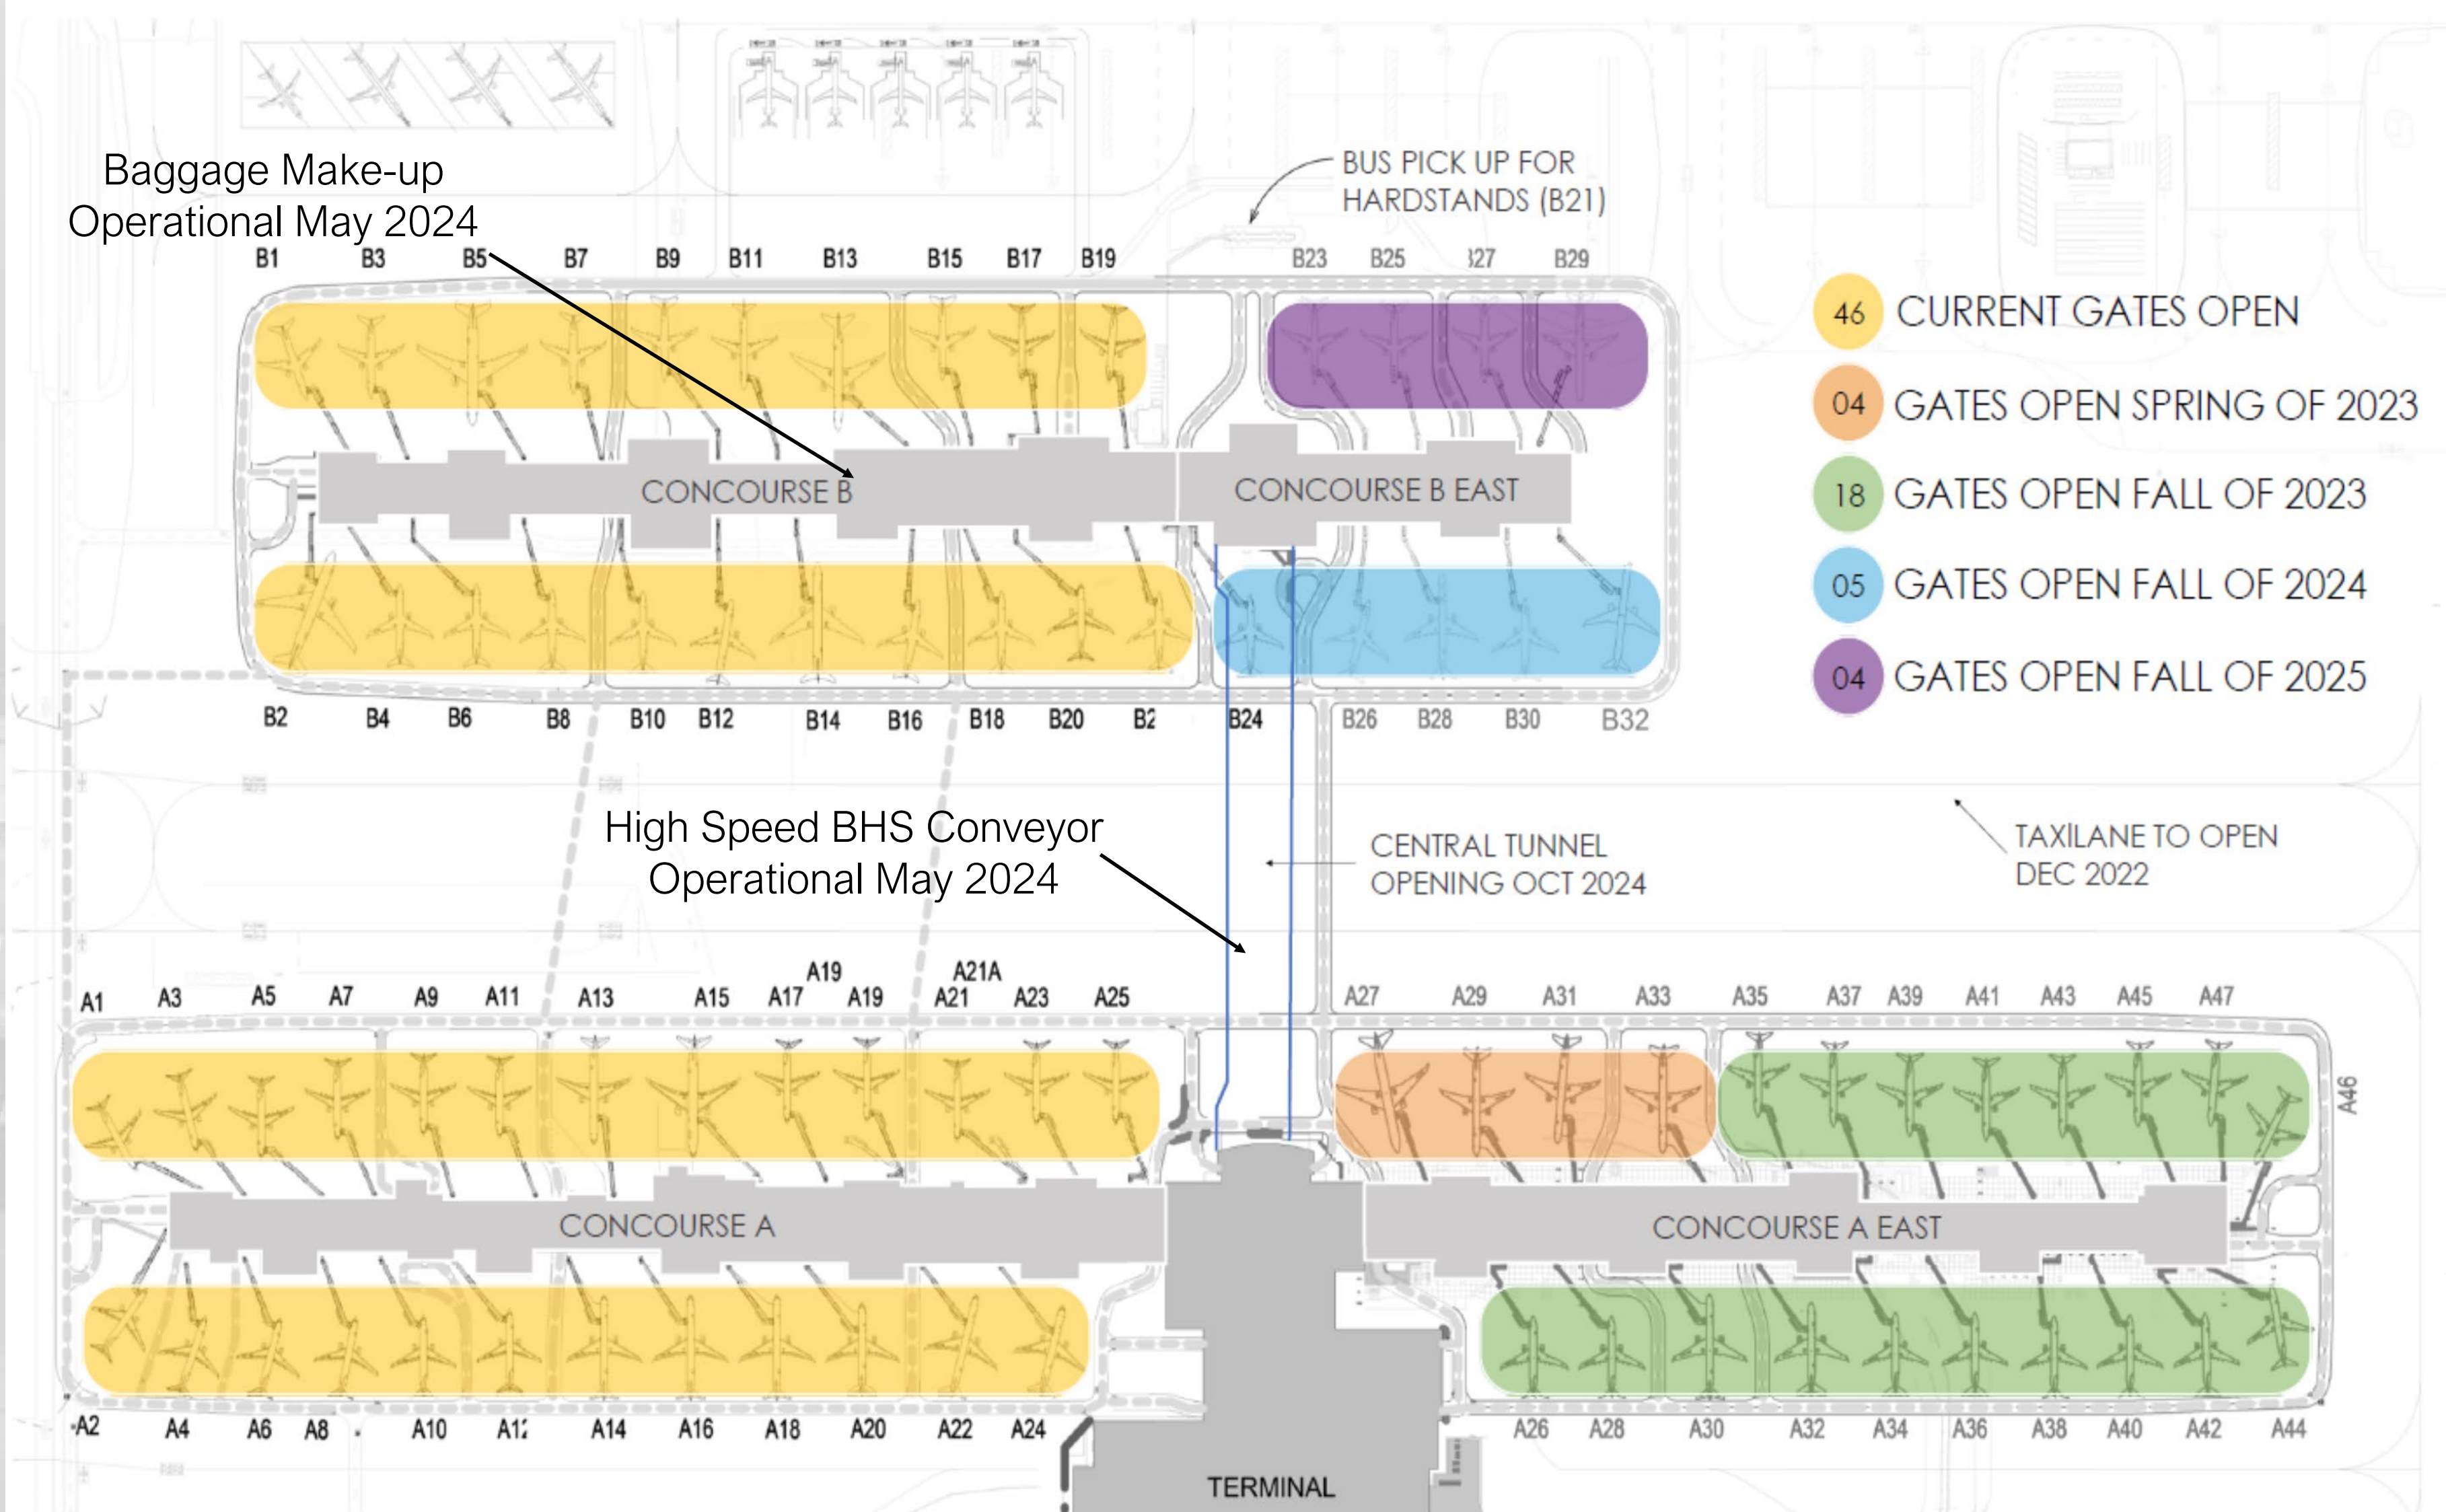 Baggage Make-up
Operational May 2024
BUS PICK UP FOR
HARDSTANDS (B21)
B1 B3 B5 B7 B9 B11 B13 B15 B17 B19 B23 B25 B27 B29
46 CURRENT GATES OPEN
04 GATES OPEN SPRING OF 2023
18 GATES OPEN FALL OF 2023
05 GATES OPEN FALL OF 2024
04 GATES OPEN FALL OF 2025
CONCOURSE B CONCOURSE B EAST
B2 B4 B6 B8 B10 B12 B14 B16 B18 B20 B2 B24 B26 B28 B30 B32
High Speed BHS Conveyor
Operational May 2024
CENTRAL TUNNEL
OPENING OCT 2024
TAXILANE TO OPEN
DEC 2022
A19 A21A
A1 A3 A5 A7 A9 A11 A13 A15 A17 A19 A21 A23 A25 A27 A29 A31 A33 A35 A37 A39 A41 A43 A45 A47
A46
CONCOURSE A CONCOURSE A EAST
A2 A4 A6 A8 A10 A12 A14 A16 A18 A20 A22 A24 A26 A28 A30 A32 A34 A36 A38 A40 A42 A44
TERMINAL